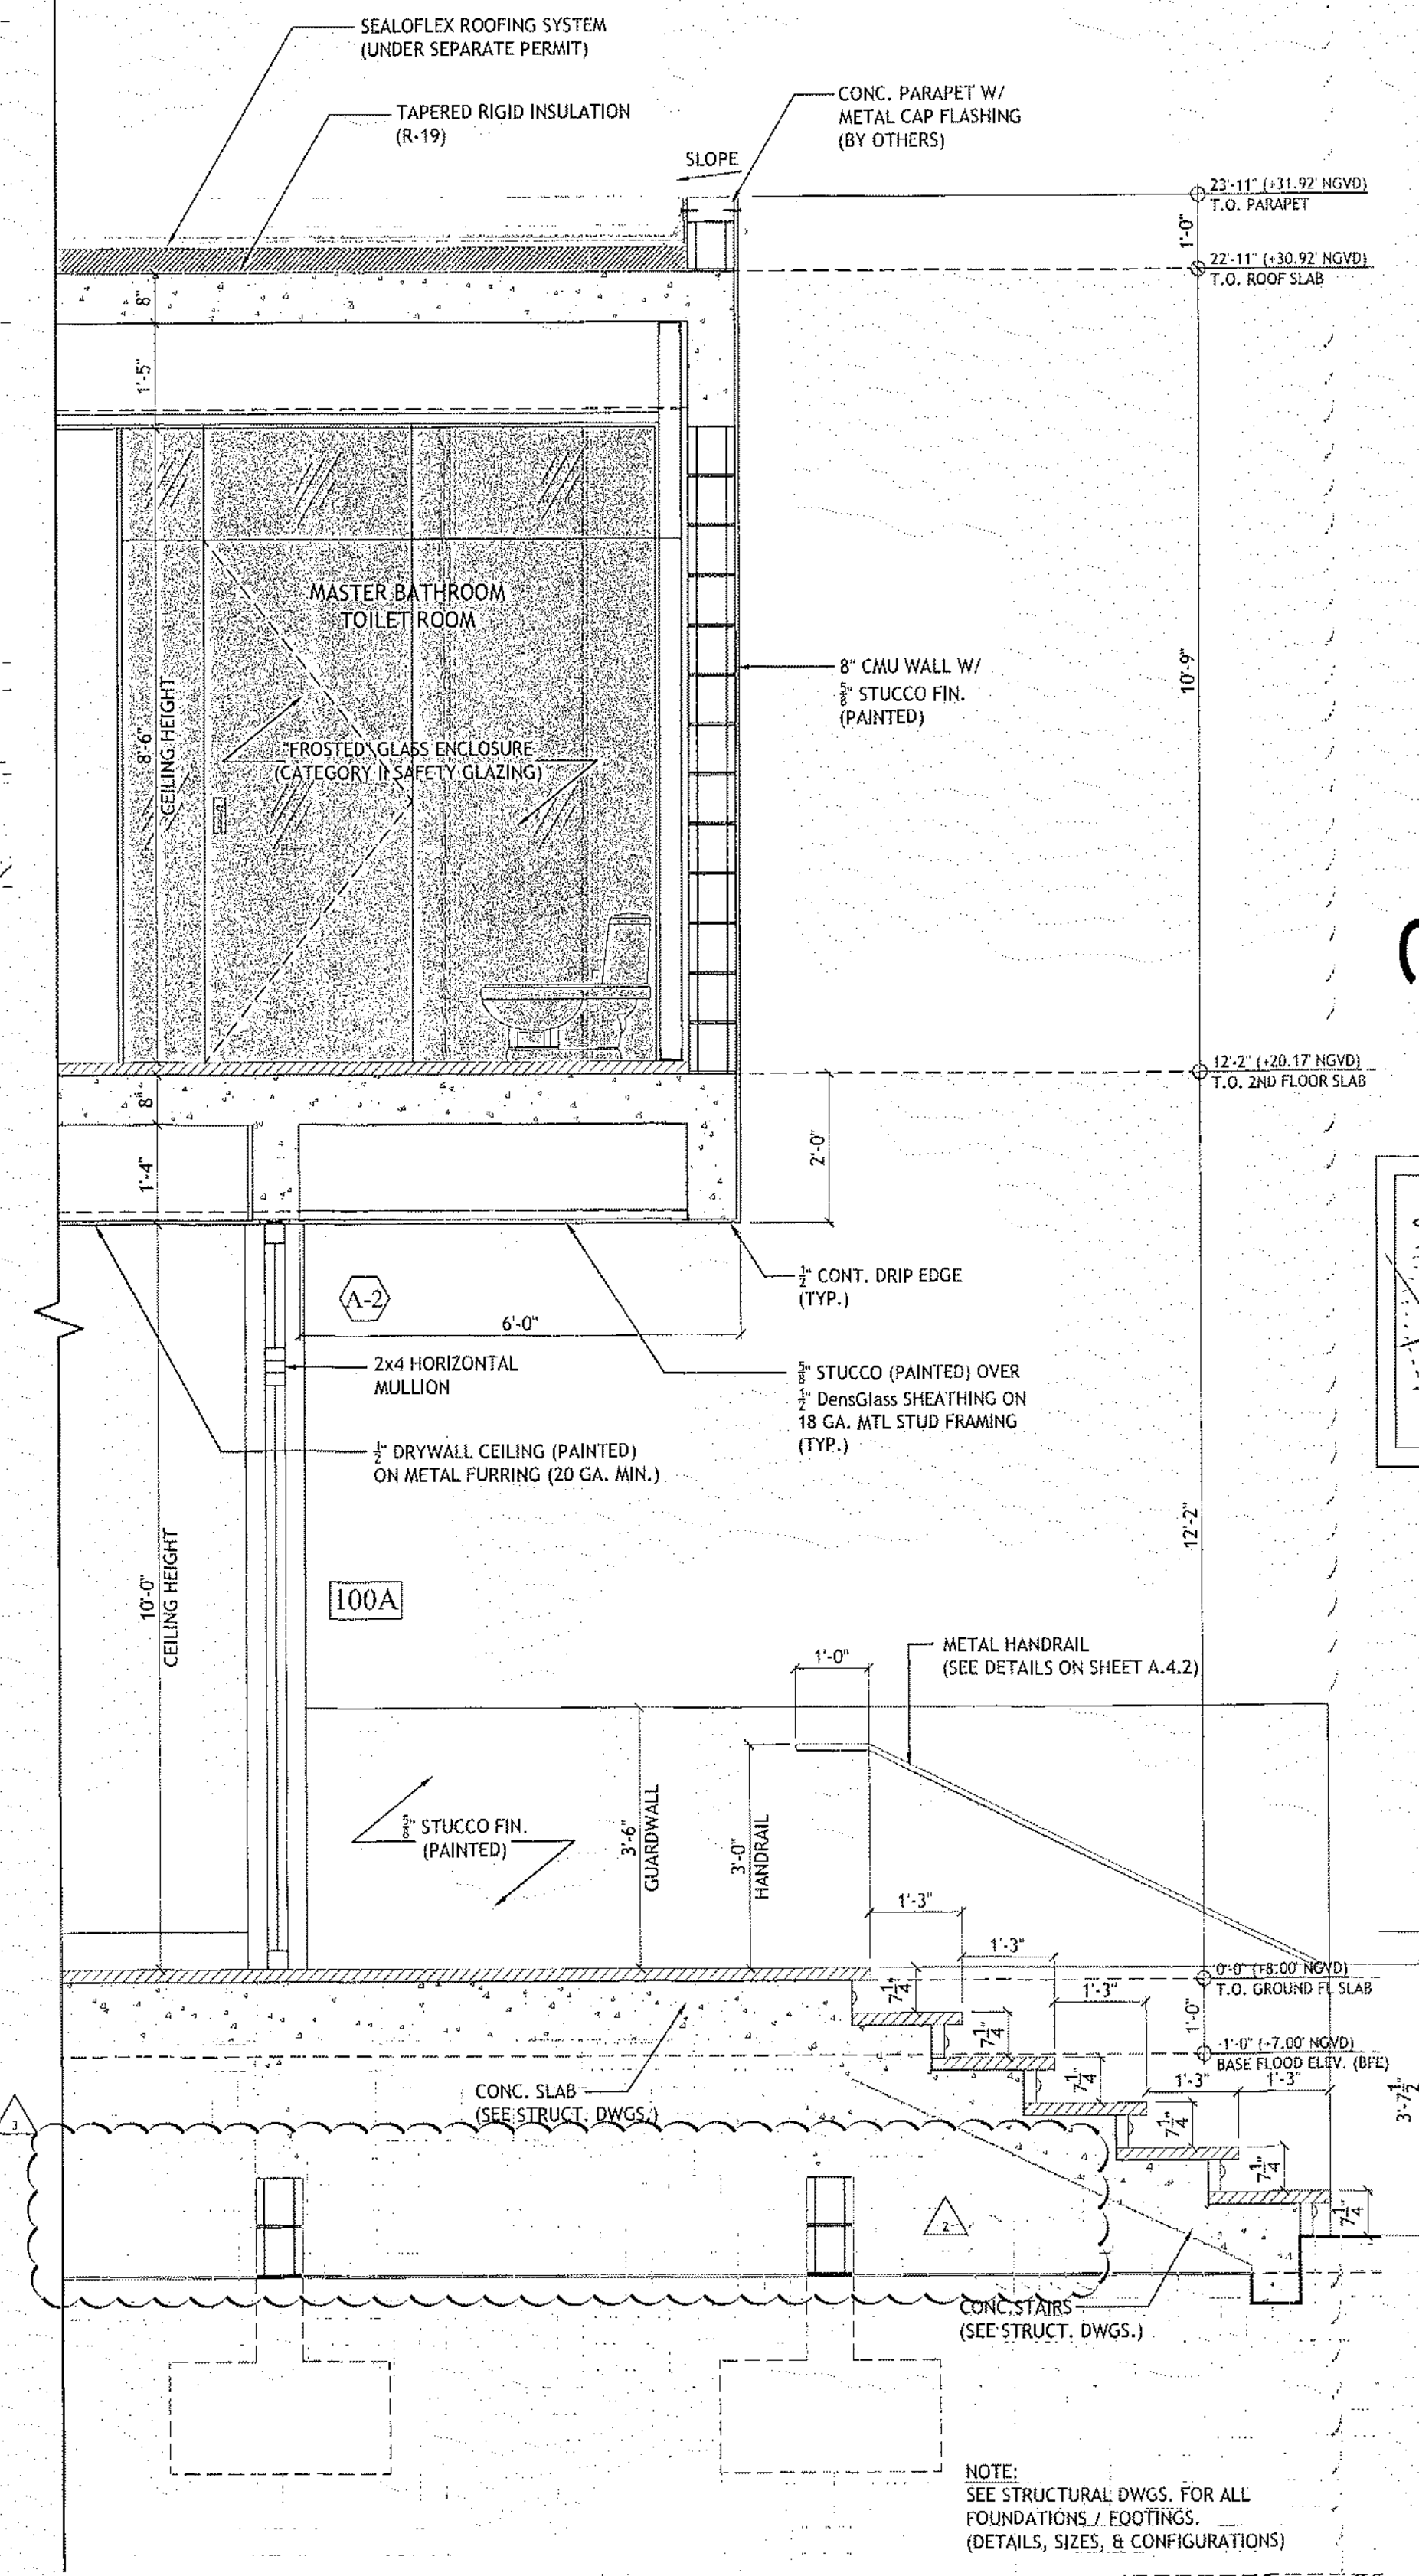 SEALOFLEX ROOFING SYSTEM
(UNDER SEPARATE PERMIT)
TAPERED RIGID INSULATION
(R-19)
CONC. PARAPET W/
METAL CAP FLASHING
(BY OTHERS)
SLOPE
23'-11" (+31.92' NGVD)
T.O. PARAPET
1'-0"
22'-11" (+30.92' NGVD)
T.O. ROOF SLAB
8"
1'-5"
MASTER BATHROOM
TOILET ROOM
8'-6"
CEILING HEIGHT
"FROSTED" GLASS ENCLOSURE
(CATEGORY II SAFETY GLAZING)
8" CMU WALL W/
5/8" STUCCO FIN.
(PAINTED)
10'-9"
12'-2" (+20.17' NGVD)
T.O. 2ND FLOOR SLAB
8"
1'-4"
2'-0"
1/2" CONT. DRIP EDGE
(TYP.)
A-2
6'-0"
2x4 HORIZONTAL
MULLION
5/8" STUCCO (PAINTED) OVER
1/2" DensGlass SHEATHING ON
18 GA. MTL STUD FRAMING
(TYP.)
1/2" DRYWALL CEILING (PAINTED)
ON METAL FURRING (20 GA. MIN.)
12'-2"
10'-0"
CEILING HEIGHT
100A
METAL HANDRAIL
(SEE DETAILS ON SHEET A.4.2)
1'-0"
5/8" STUCCO FIN.
(PAINTED)
3'-6"
GUARDWALL
3'-0"
HANDRAIL
1'-3"
1'-3"
1'-3"
0'-0" (+8.00' NGVD)
T.O. GROUND FL SLAB
1'-0"
-1'-0" (+7.00' NGVD)
BASE FLOOD ELEV. (BFE)
1'-3"
1'-3"
7 1/4"
7 1/4"
7 1/4"
7 1/4"
7 1/4"
7 1/4"
3'-7 1/2"
CONC. SLAB
(SEE STRUCT. DWGS.)
3
2
CONC. STAIRS
(SEE STRUCT. DWGS.)
NOTE:
SEE STRUCTURAL DWGS. FOR ALL
FOUNDATIONS / FOOTINGS.
(DETAILS, SIZES, & CONFIGURATIONS)